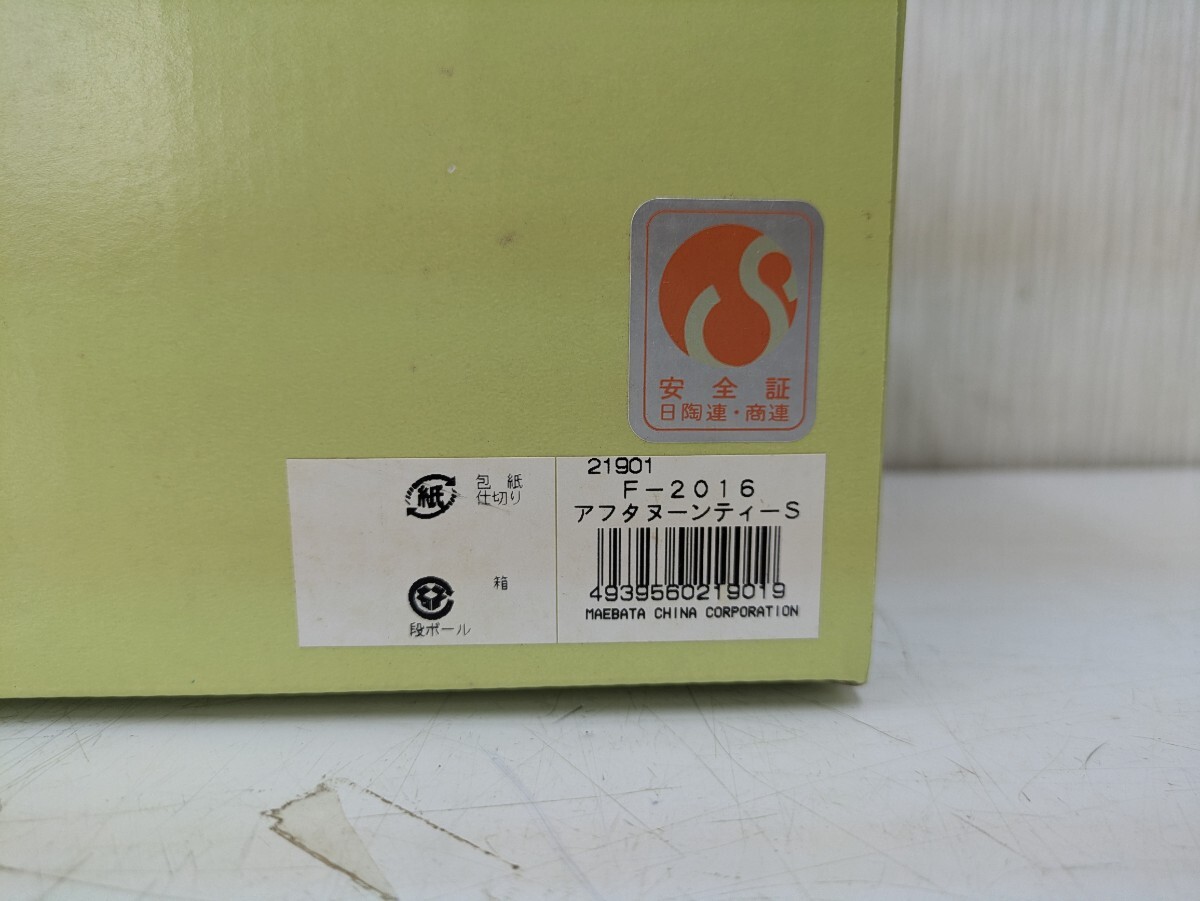 安全証
日陶連・商連
紙
包紙
仕切り
箱
段ボール
21901
F-2016
アフタヌーンティーS
4939560219019
MAEBATA CHINA CORPORATION